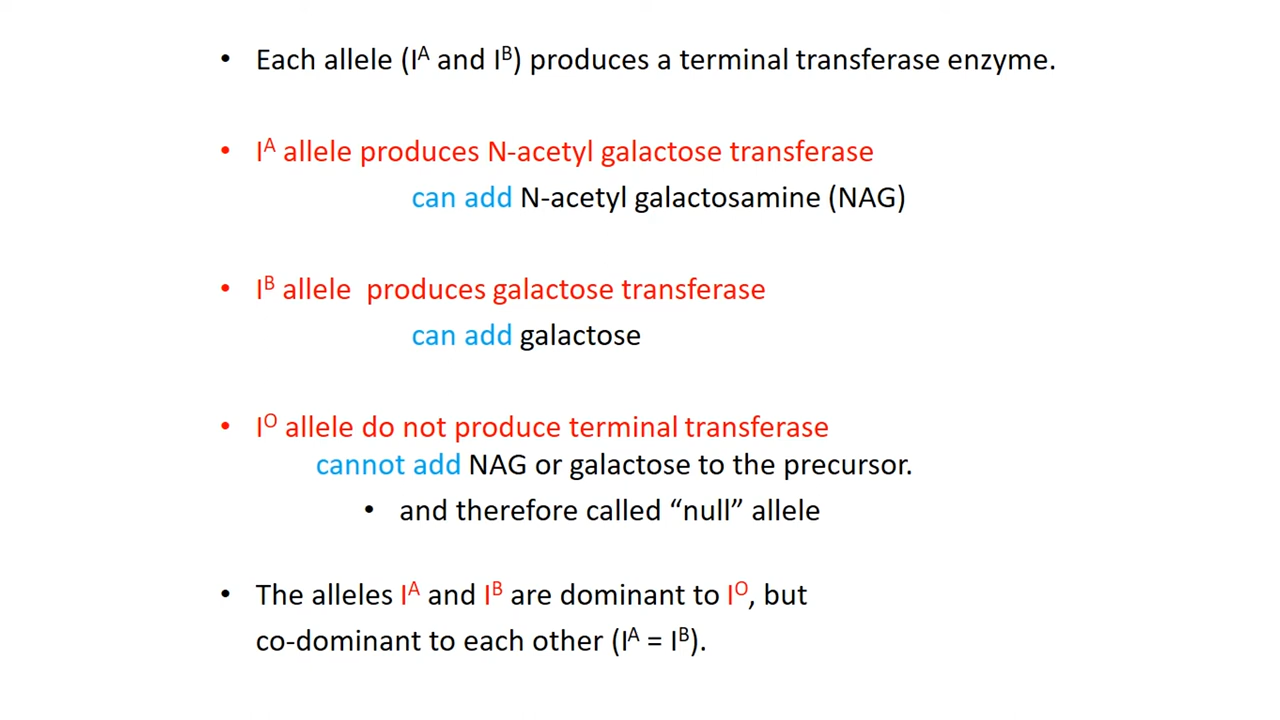 • Each allele (Iᴬ and Iᴮ) produces a terminal transferase enzyme.
• Iᴬ allele produces N-acetyl galactose transferase
can add N-acetyl galactosamine (NAG)
• Iᴮ allele produces galactose transferase
can add galactose
• Iᴼ allele do not produce terminal transferase
cannot add NAG or galactose to the precursor.
• and therefore called “null” allele
• The alleles Iᴬ and Iᴮ are dominant to Iᴼ, but
co-dominant to each other (Iᴬ = Iᴮ).